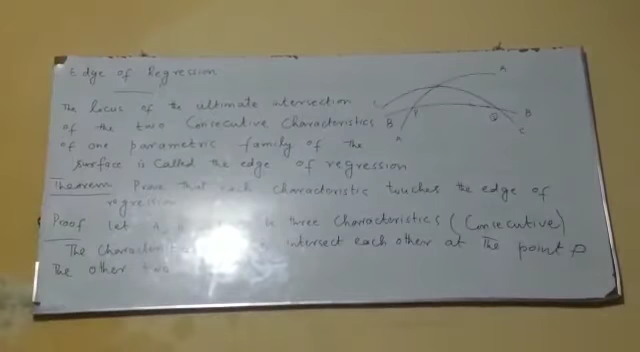 Edge of Regression
The locus of the ultimate intersection
of the two Consecutive Characteristics
of one parametric family of the
surface is Called the edge of regression
Theorem Prove that each characteristic touches the edge of
regression
Proof Let A, three Characteristics (Consecutive)
The intersect each other at The point P
The other two
A
B
P
Q
B
C
A